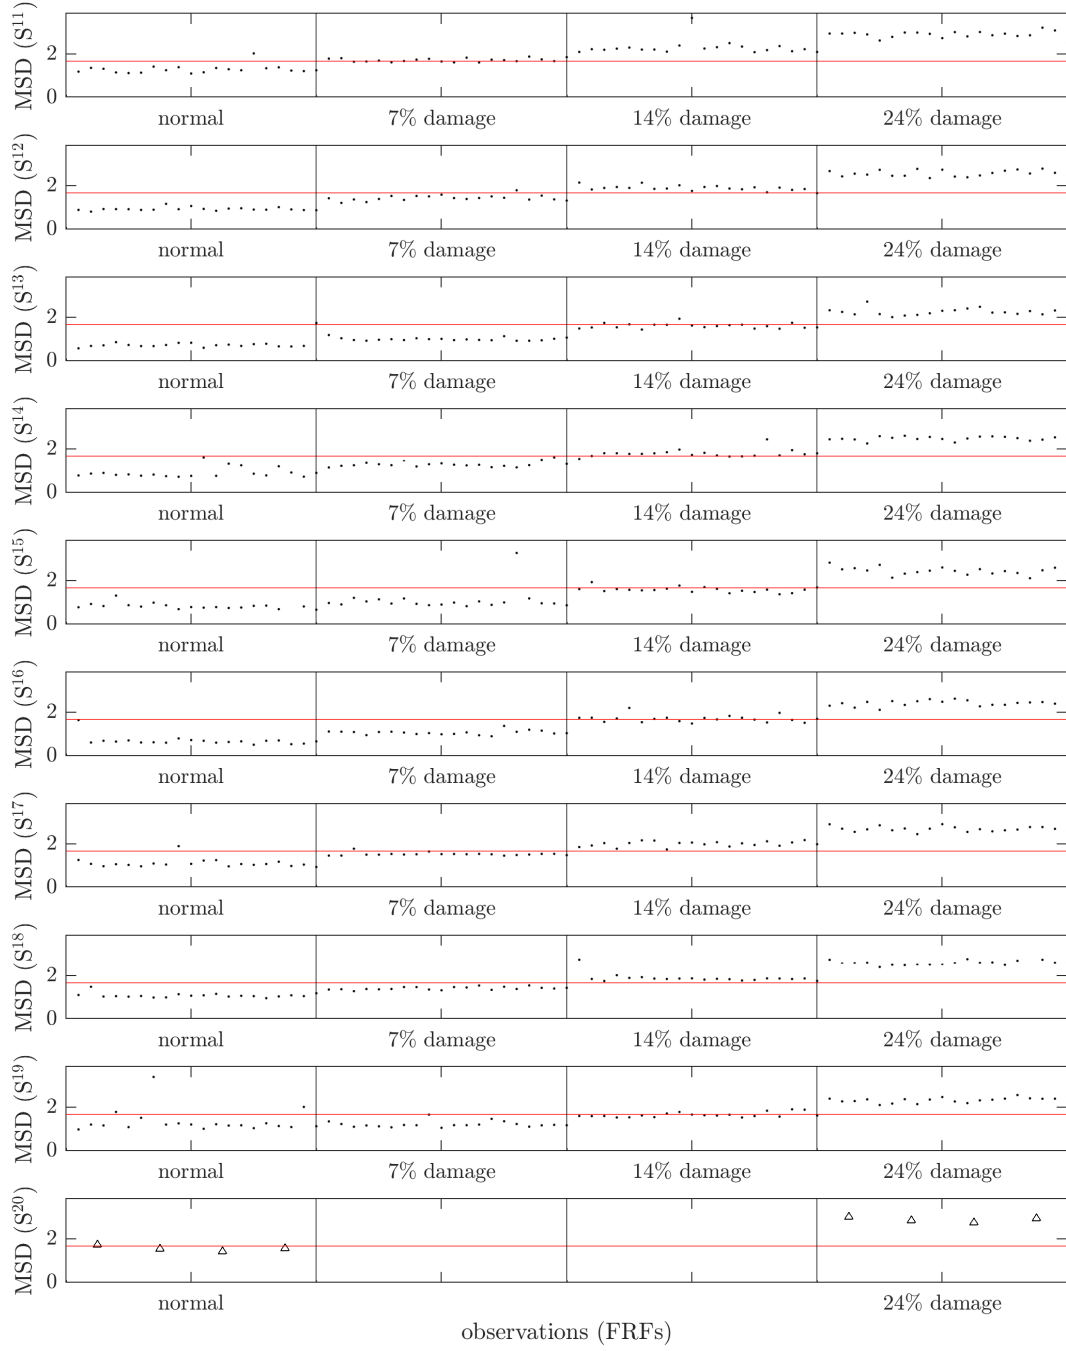 MSD (S¹¹)
2
0
normal 7% damage 14% damage 24% damage
MSD (S¹²)
2
0
normal 7% damage 14% damage 24% damage
MSD (S¹³)
2
0
normal 7% damage 14% damage 24% damage
MSD (S¹⁴)
2
0
normal 7% damage 14% damage 24% damage
MSD (S¹⁵)
2
0
normal 7% damage 14% damage 24% damage
MSD (S¹⁶)
2
0
normal 7% damage 14% damage 24% damage
MSD (S¹⁷)
2
0
normal 7% damage 14% damage 24% damage
MSD (S¹⁸)
2
0
normal 7% damage 14% damage 24% damage
MSD (S¹⁹)
2
0
normal 7% damage 14% damage 24% damage
MSD (S²⁰)
2
0
normal 24% damage
observations (FRFs)